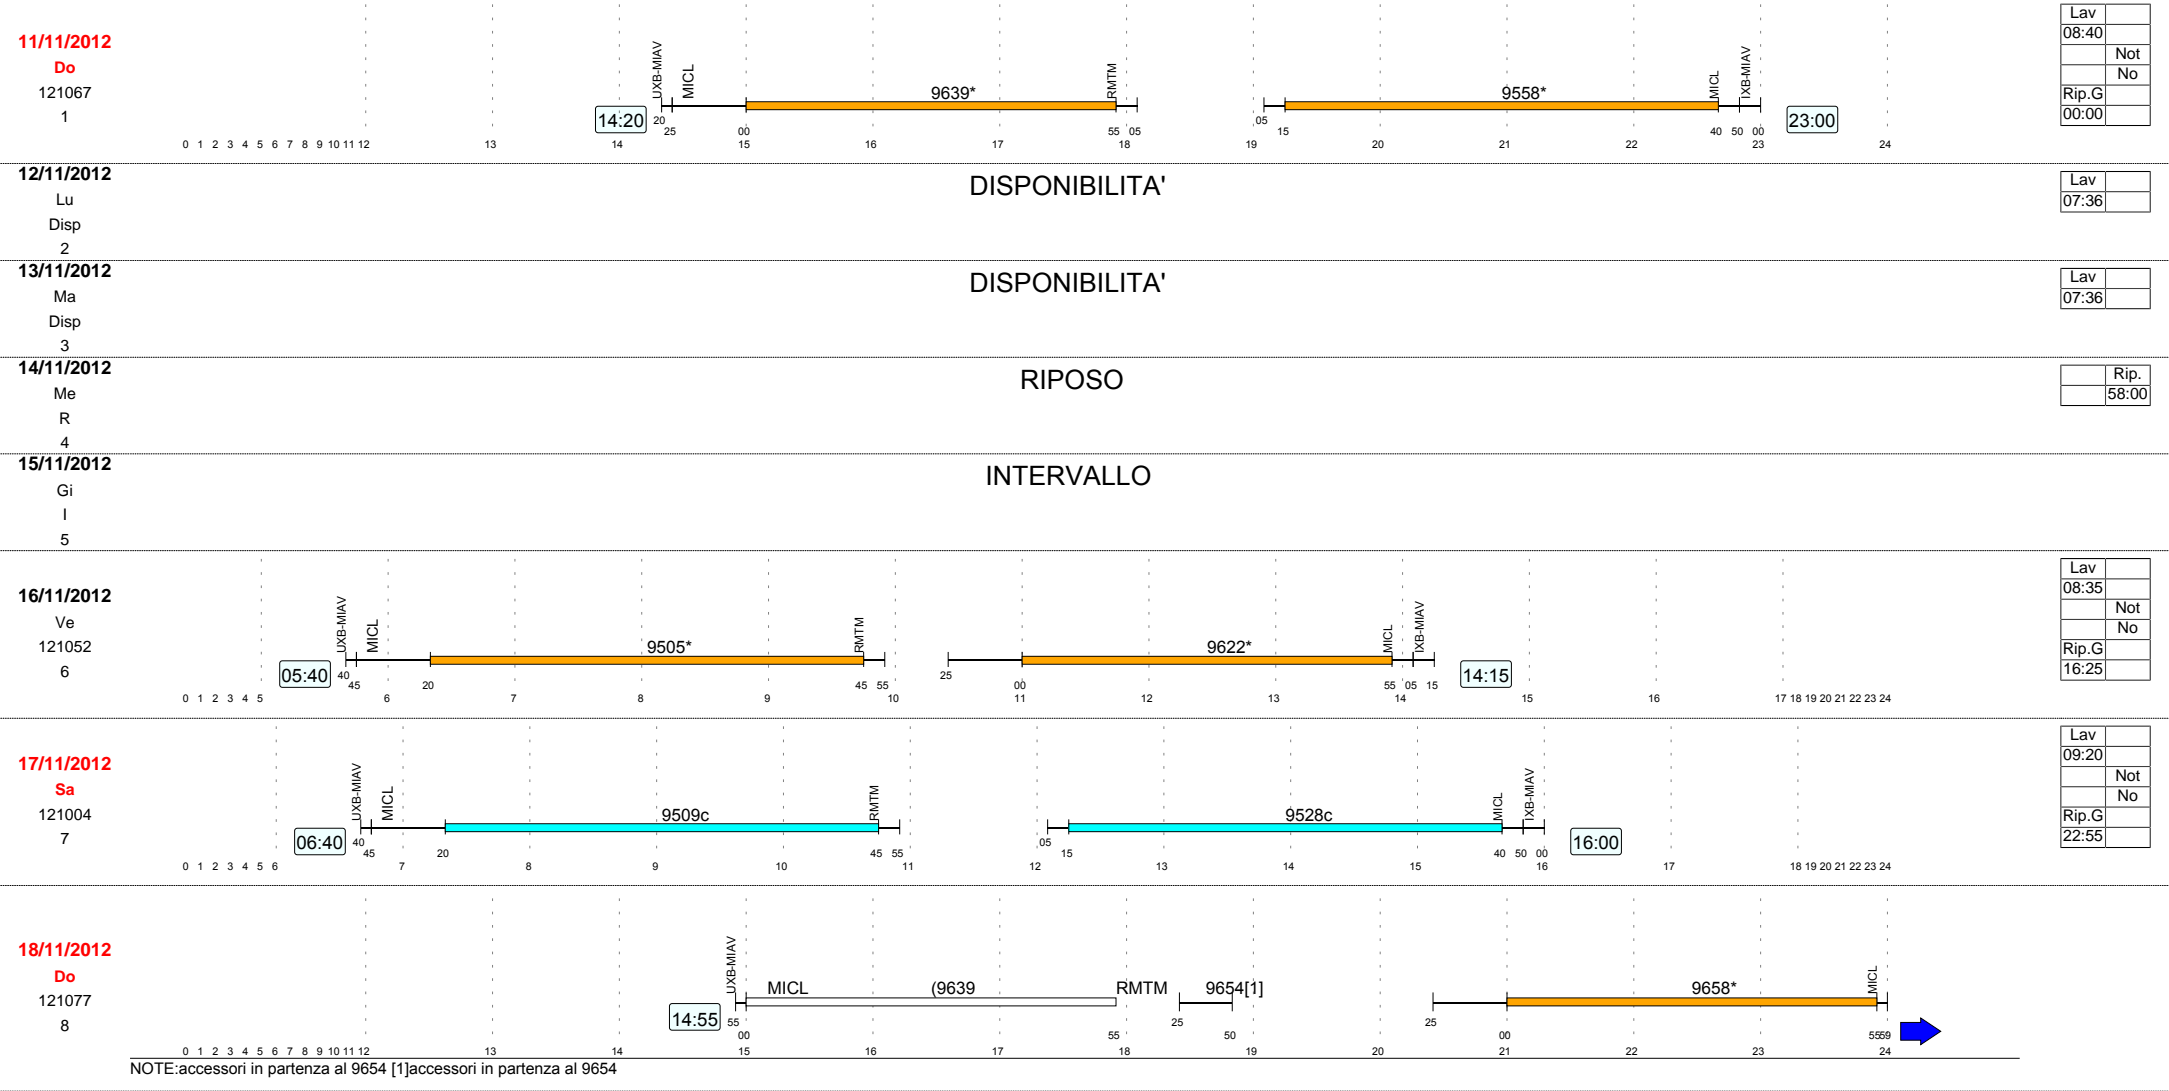 11/11/2012
Do
121067
1
14:20
UXB-MIAV
MICL
9639*
RMTM
9558*
MICL
IXB-MIAV
23:00
20 25 00 55 05 05 15 40 50 00
0 1 2 3 4 5 6 7 8 9 10 11 12 13 14 15 16 17 18 19 20 21 22 23 24
Lav
08:40
Not
No
Rip.G
00:00
12/11/2012
Lu
Disp
2
DISPONIBILITA'
Lav
07:36
13/11/2012
Ma
Disp
3
DISPONIBILITA'
Lav
07:36
14/11/2012
Me
R
4
RIPOSO
Rip.
58:00
15/11/2012
Gi
I
5
INTERVALLO
16/11/2012
Ve
121052
6
05:40
UXB-MIAV
MICL
9505*
RMTM
9622*
MICL
IXB-MIAV
14:15
40 45 20 45 55 25 00 55 05 15
0 1 2 3 4 5 6 7 8 9 10 11 12 13 14 15 16 17 18 19 20 21 22 23 24
Lav
08:35
Not
No
Rip.G
16:25
17/11/2012
Sa
121004
7
06:40
UXB-MIAV
MICL
9509c
RMTM
9528c
MICL
IXB-MIAV
16:00
40 45 20 45 55 05 15 40 50 00
0 1 2 3 4 5 6 7 8 9 10 11 12 13 14 15 16 17 18 19 20 21 22 23 24
Lav
09:20
Not
No
Rip.G
22:55
18/11/2012
Do
121077
8
14:55
UXB-MIAV
MICL
(9639
RMTM
9654[1]
9658*
MICL
55 00 55 25 50 25 00 55 59
0 1 2 3 4 5 6 7 8 9 10 11 12 13 14 15 16 17 18 19 20 21 22 23 24
NOTE:accessori in partenza al 9654 [1]accessori in partenza al 9654